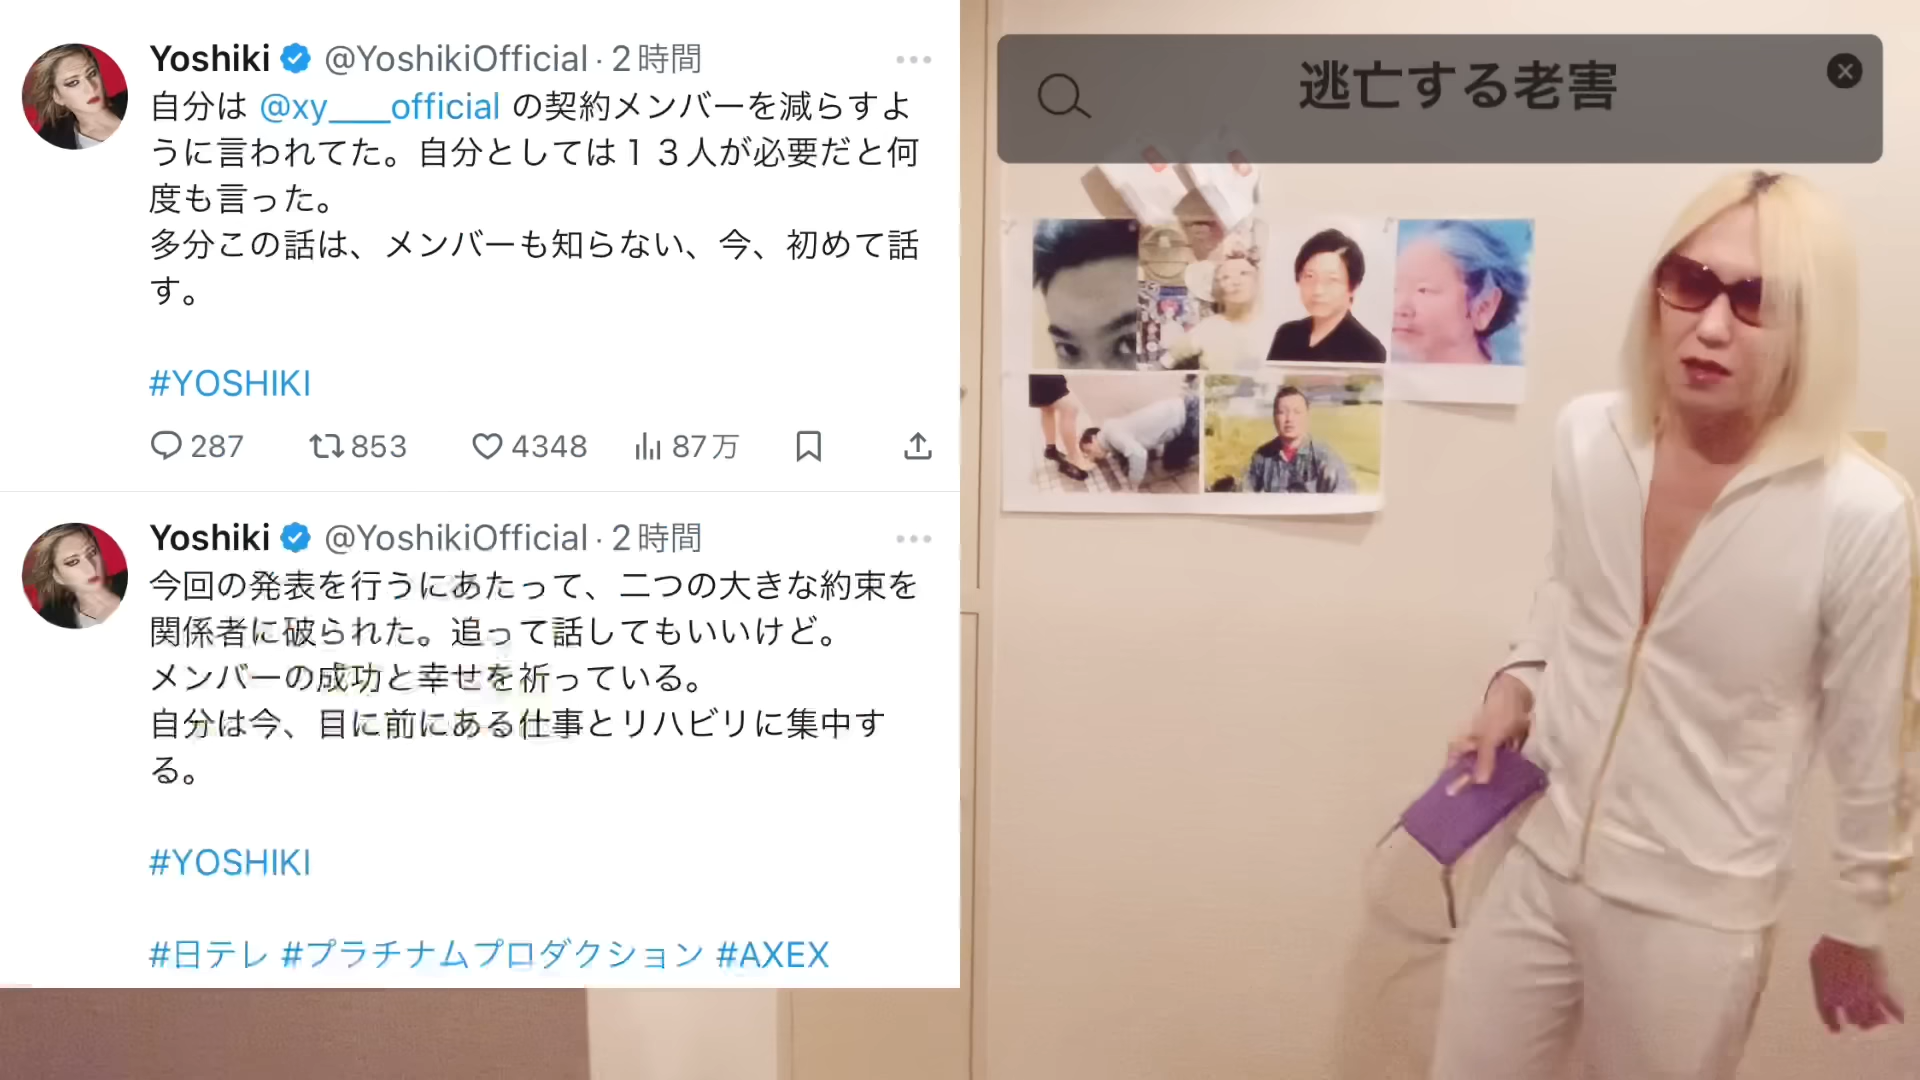 Yoshiki @YoshikiOfficial · 2時間
自分は @xy____official の契約メンバーを減らすよ
うに言われてた。自分としては１３人が必要だと何
度も言った。
多分この話は、メンバーも知らない、今、初めて話
す。
#YOSHIKI
287 853 4348 87万
Yoshiki @YoshikiOfficial · 2時間
今回の発表を行うにあたって、二つの大きな約束を
関係者に破られた。追って話してもいいけど。
メンバーの成功と幸せを祈っている。
自分は今、目に前にある仕事とリハビリに集中す
る。
#YOSHIKI
#日テレ #プラチナムプロダクション #AXEX
逃亡する老害